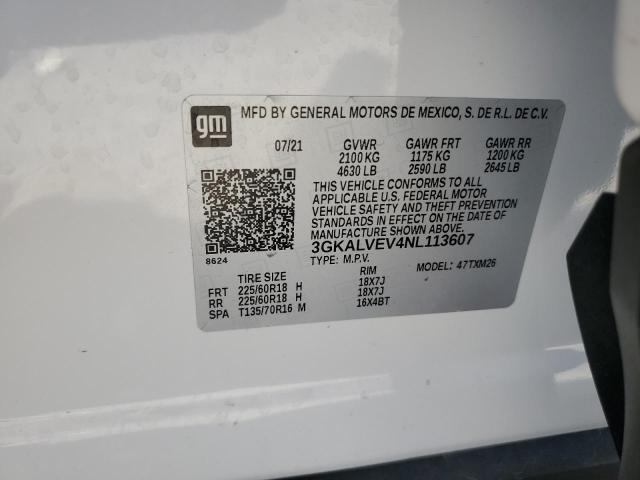 gm
MFD BY GENERAL MOTORS DE MEXICO, S. DE R.L. DE C.V.
07/21 GVWR GAWR FRT GAWR RR
2100 KG 1175 KG 1200 KG
4630 LB 2590 LB 2645 LB
THIS VEHICLE CONFORMS TO ALL
APPLICABLE U.S. FEDERAL MOTOR
VEHICLE SAFETY AND THEFT PREVENTION
STANDARDS IN EFFECT ON THE DATE OF
MANUFACTURE SHOWN ABOVE.
3GKALVEV4NL113607
8624 TYPE: M.P.V. MODEL: 47TXM26
TIRE SIZE RIM
FRT 225/60R18 H 18X7J
RR 225/60R18 H 18X7J
SPA T135/70R16 M 16X4BT